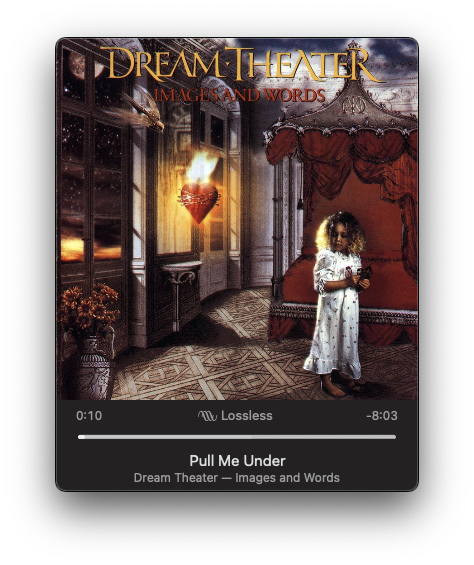 DREAM THEATER
IMAGES AND WORDS
0:10 Lossless -8:03
Pull Me Under
Dream Theater — Images and Words